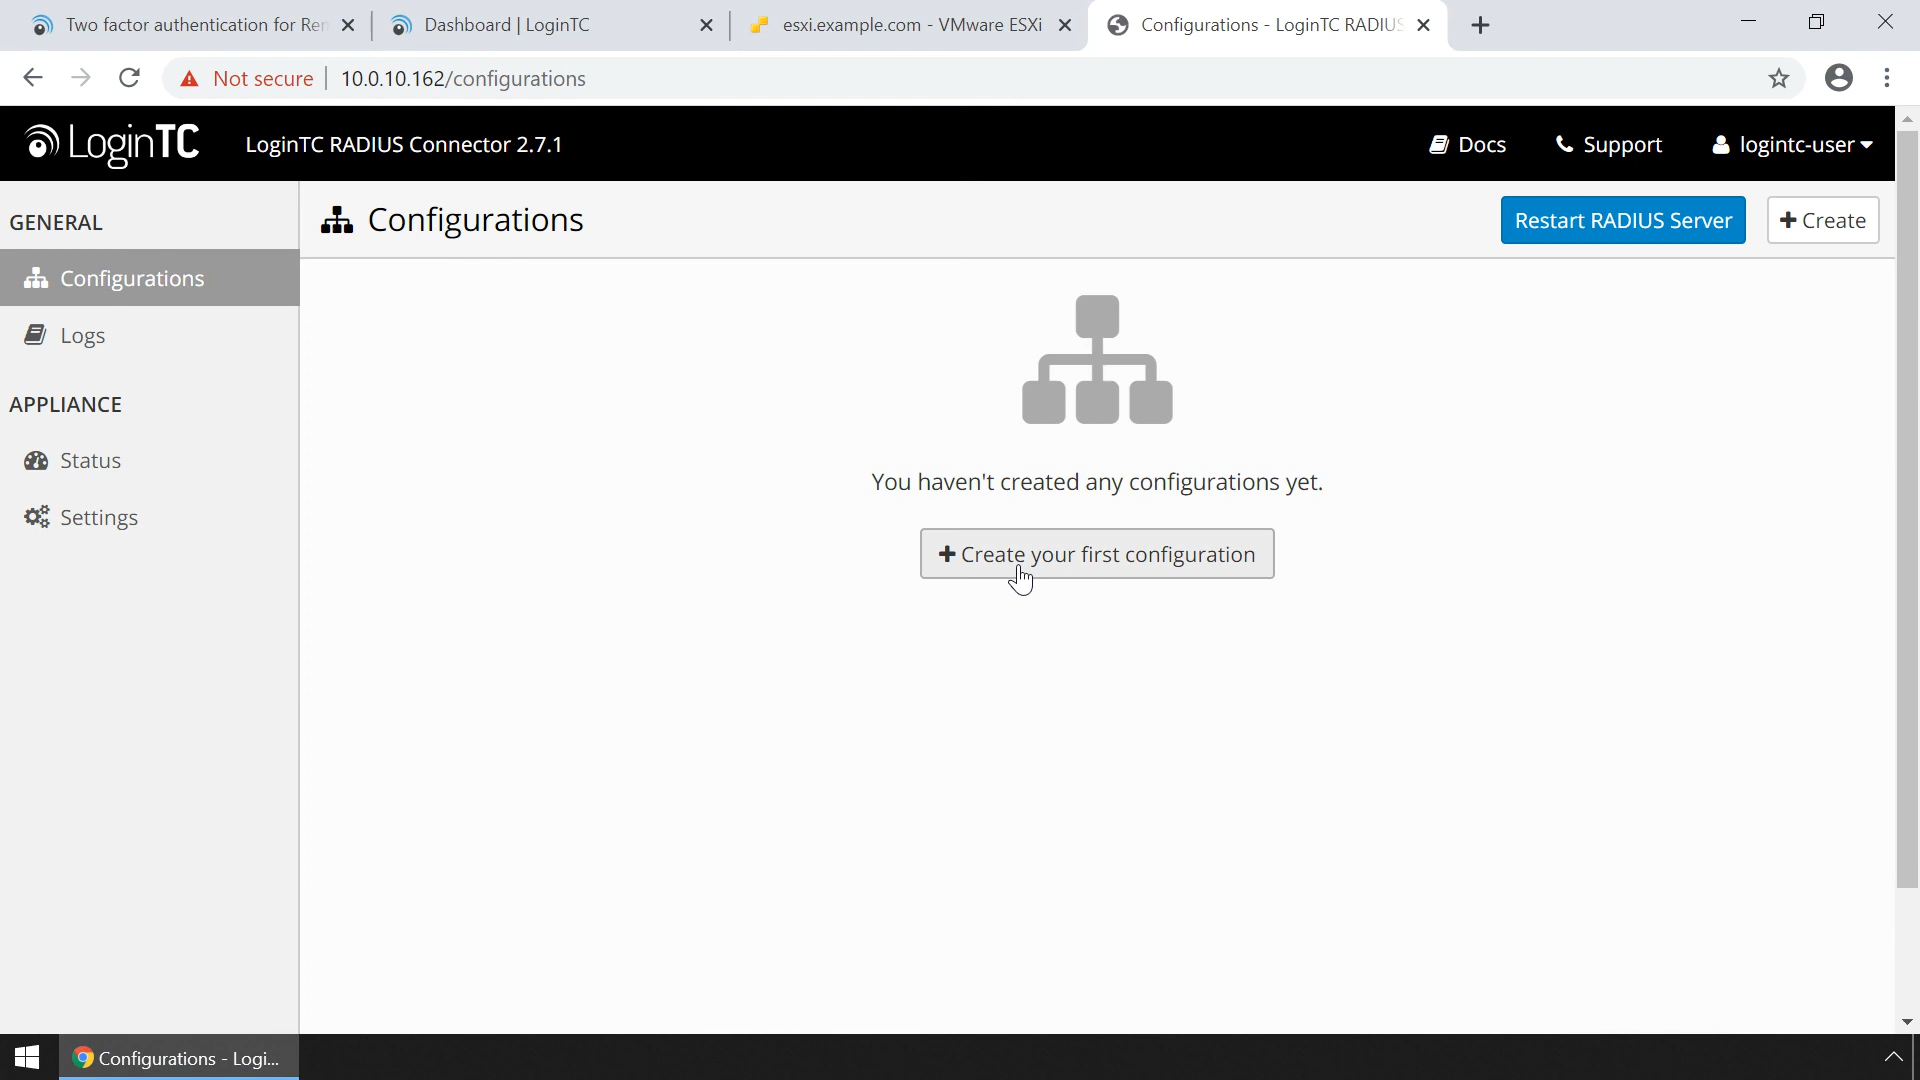 Two factor authentication for Rem
Dashboard | LoginTC
esxi.example.com - VMware ESXi
Configurations - LoginTC RADIUS
Not secure
10.0.10.162/configurations
LoginTC
LoginTC RADIUS Connector 2.7.1
Docs
Support
logintc-user
GENERAL
Configurations
Logs
APPLIANCE
Status
Settings
Configurations
Restart RADIUS Server
Create
You haven't created any configurations yet.
Create your first configuration
Configurations - Logi...